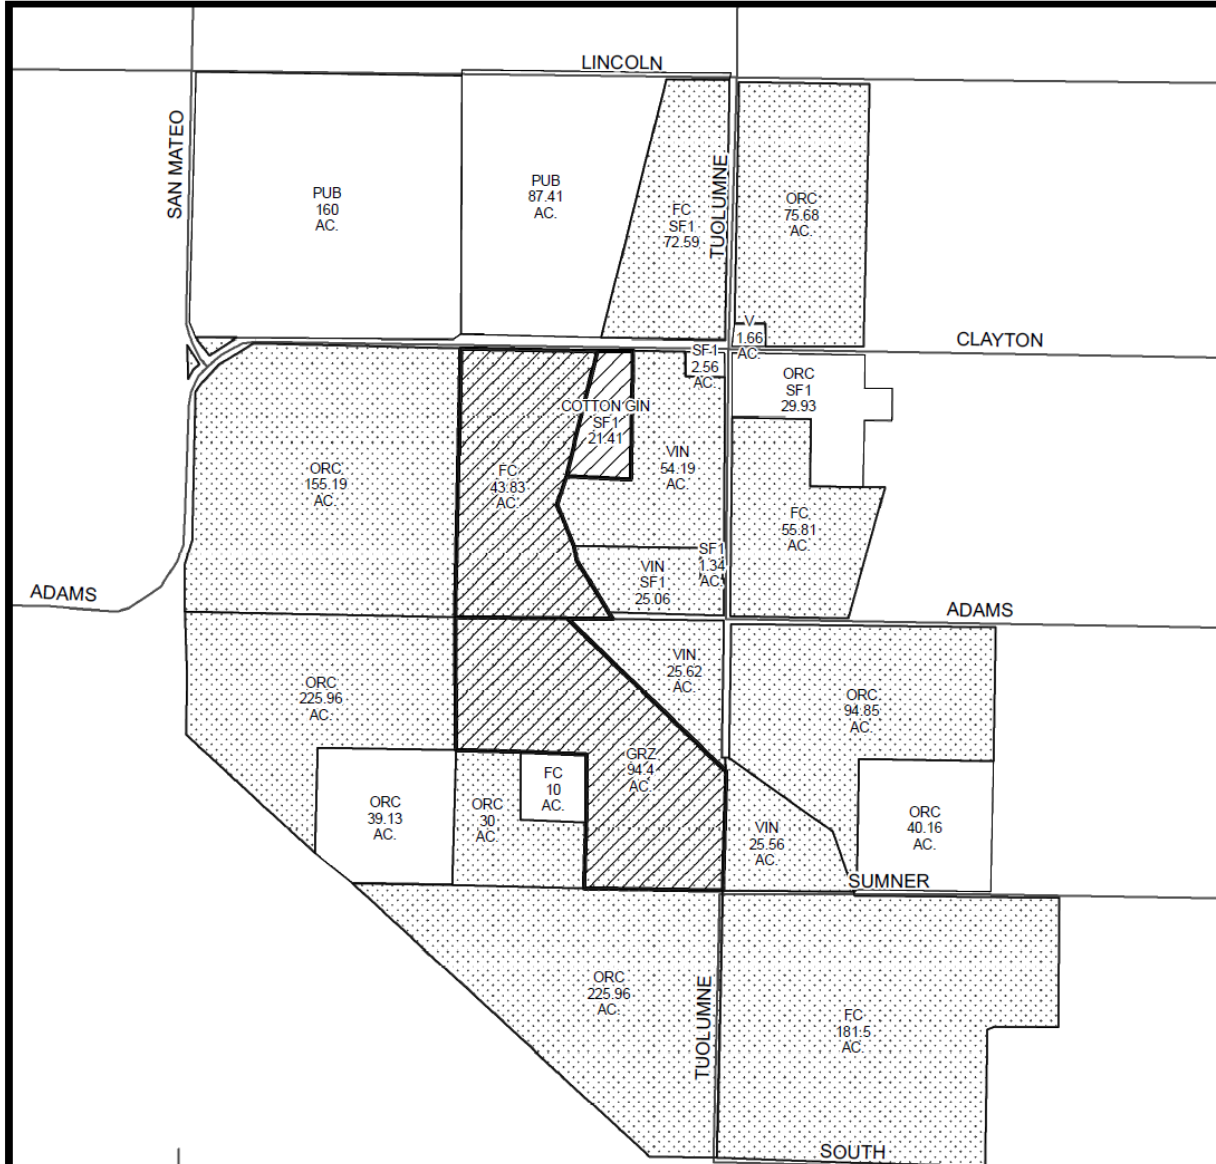 LINCOLN
SAN MATEO
PUB
160
AC.
PUB
87.41
AC.
FC
SF1
72.59
TUOLUMNE
ORC
75.68
AC.
V
1.66
AC.
CLAYTON
SF1
2.56
AC.
ORC
SF1
29.93
COTTON GIN
SF1
21.41
ORC
155.19
AC.
FC
43.83
AC.
VIN
54.19
AC.
FC
55.81
AC.
SF1
1.34
AC.
VIN
SF1
25.06
ADAMS
ADAMS
ORC
225.96
AC.
VIN
25.62
AC.
ORC
94.85
AC.
GRZ
94.4
AC.
FC
10
AC.
ORC
39.13
AC.
ORC
30
AC.
VIN
25.56
AC.
ORC
40.16
AC.
SUMNER
ORC
225.96
AC.
TUOLUMNE
FC
181.5
AC.
SOUTH